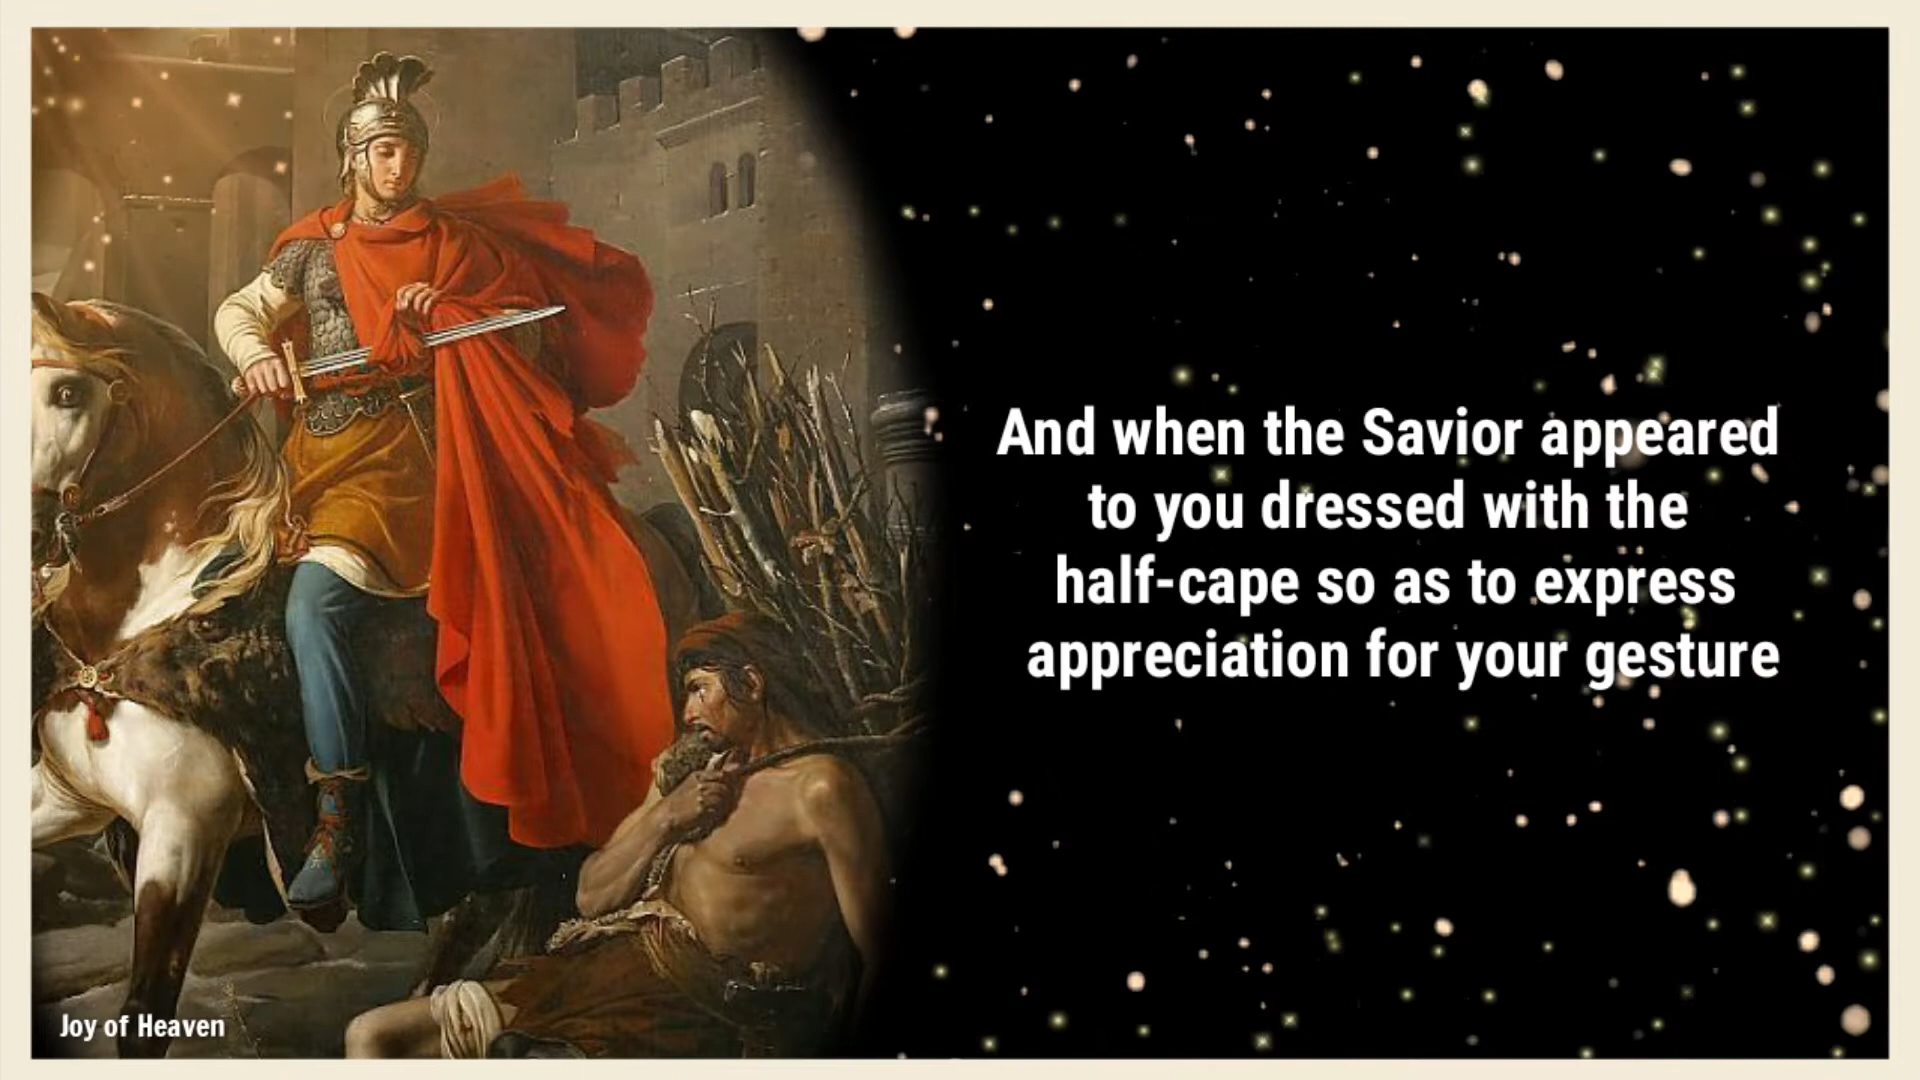 And when the Savior appeared
to you dressed with the
half-cape so as to express
appreciation for your gesture
Joy of Heaven